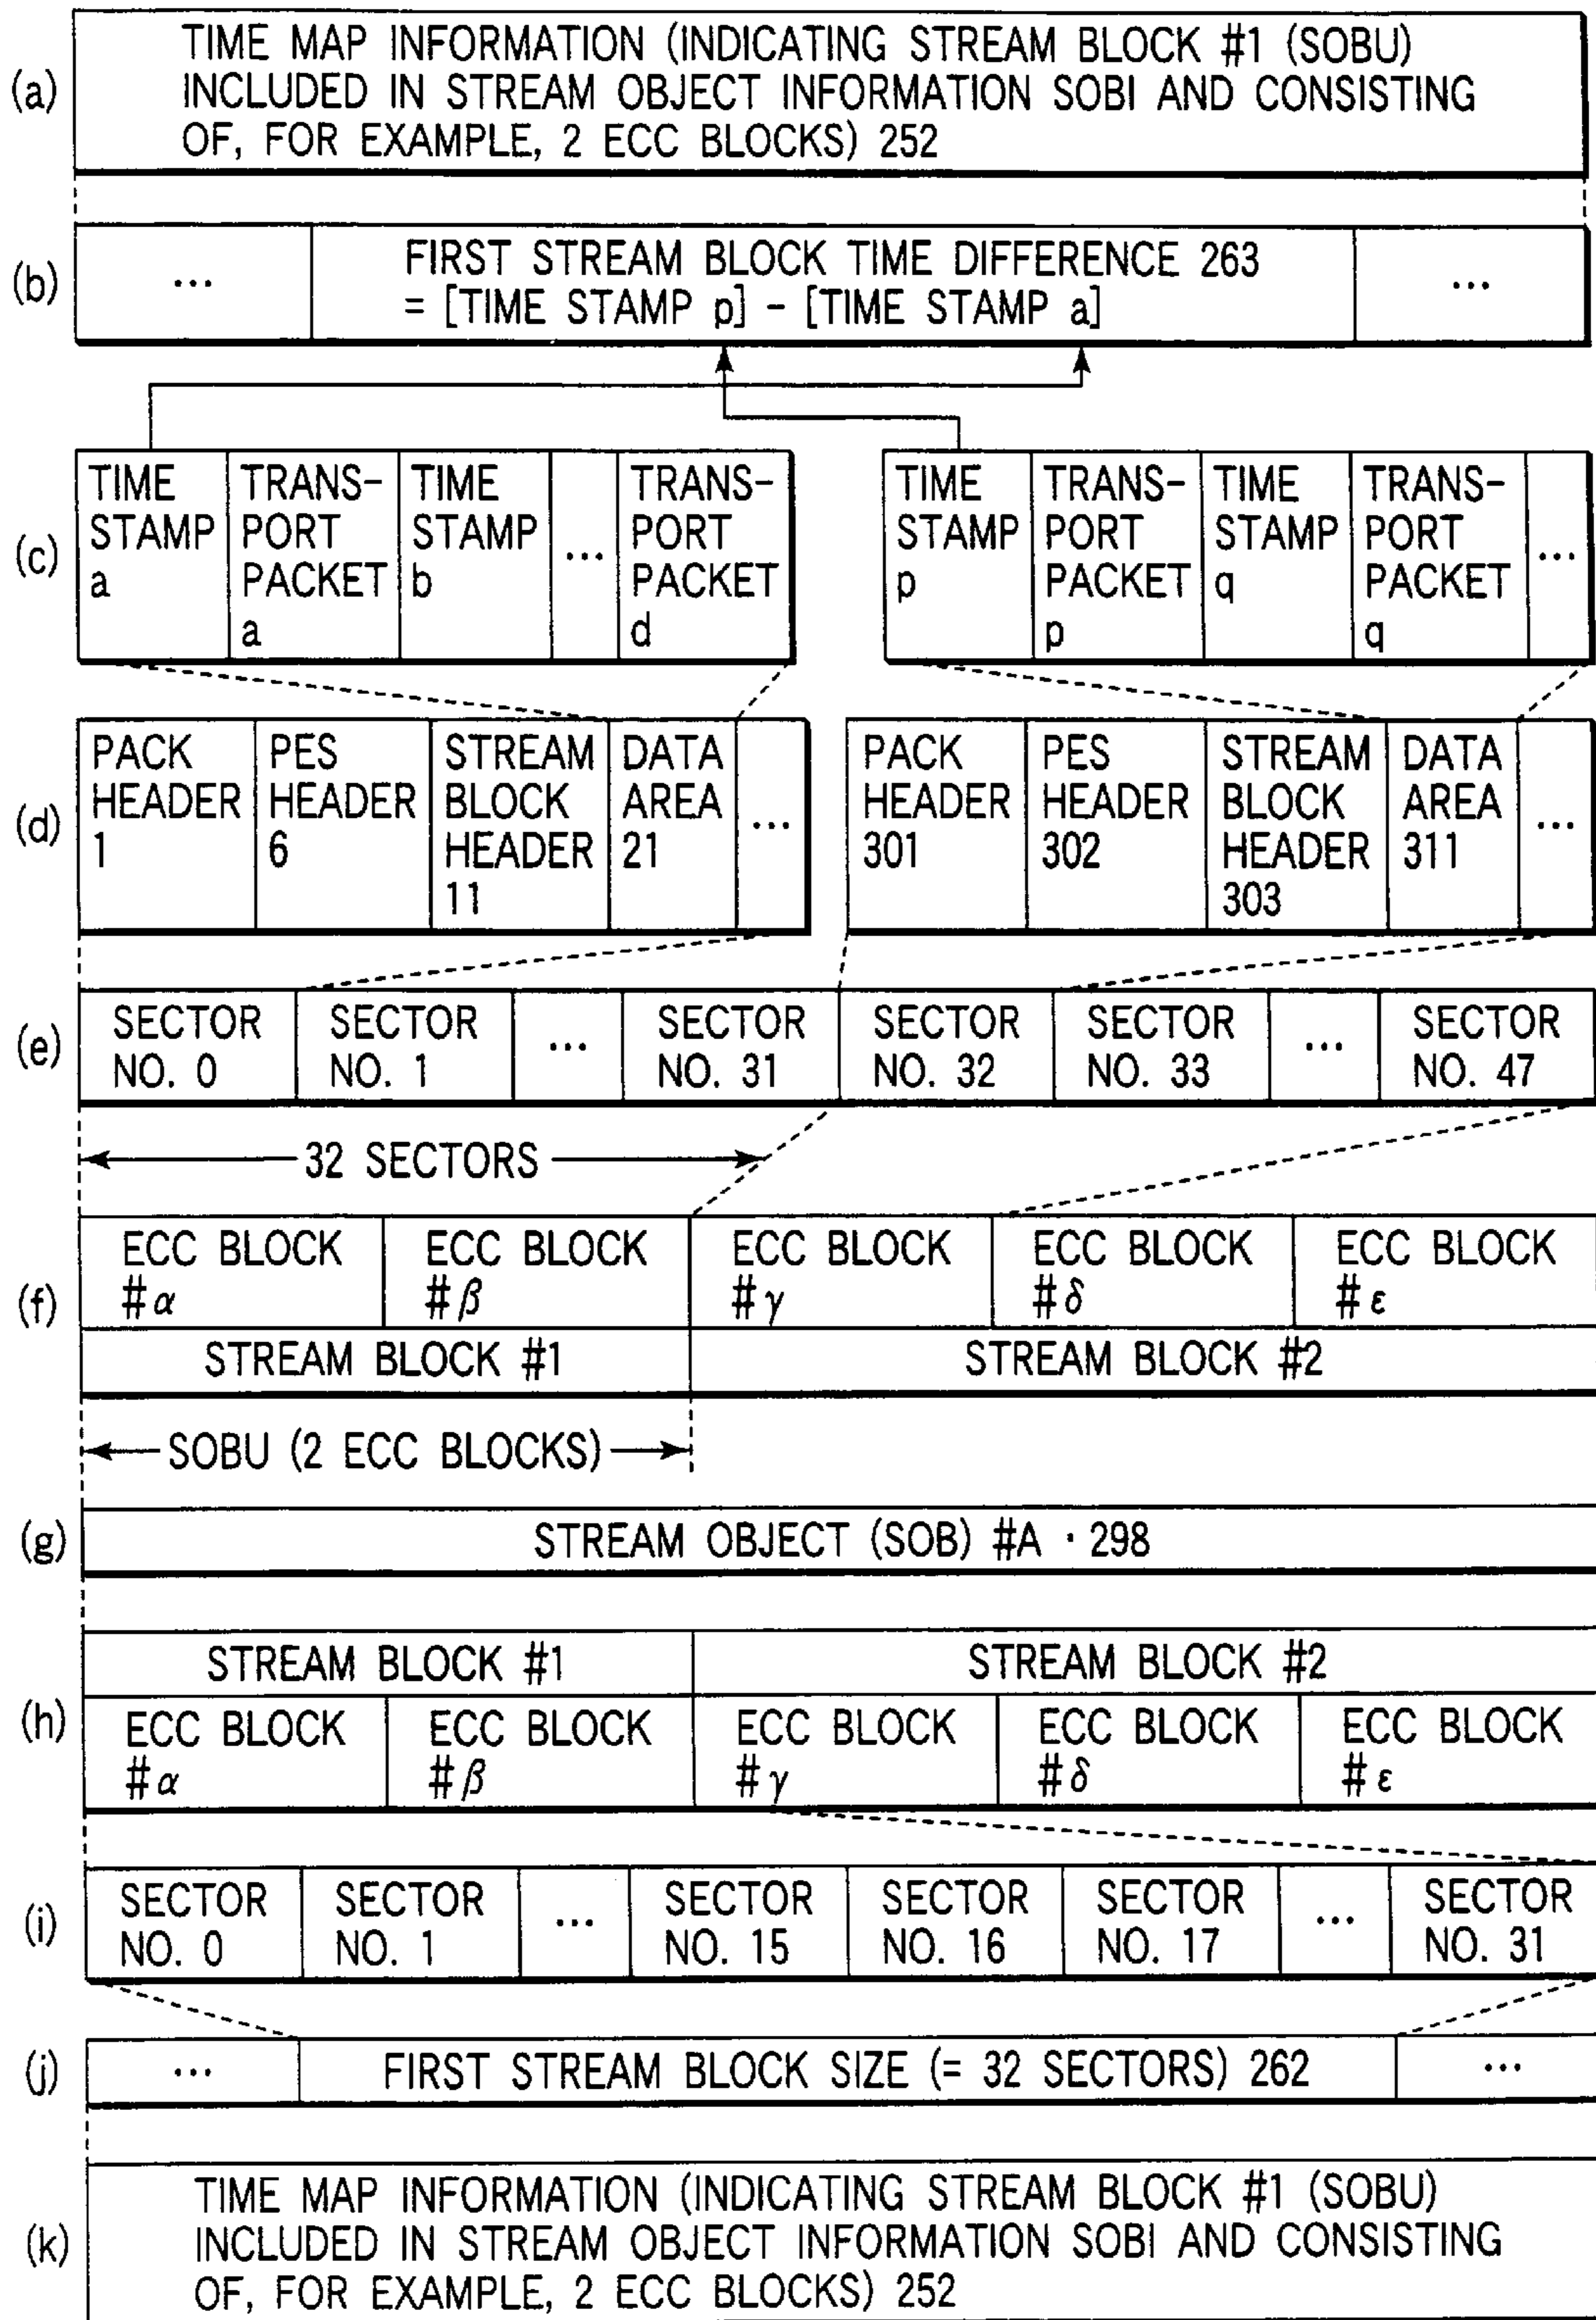 (a)
TIME MAP INFORMATION (INDICATING STREAM BLOCK #1 (SOBU)
INCLUDED IN STREAM OBJECT INFORMATION SOBI AND CONSISTING
OF, FOR EXAMPLE, 2 ECC BLOCKS) 252
(b)
...
FIRST STREAM BLOCK TIME DIFFERENCE 263
= [TIME STAMP p] - [TIME STAMP a]
...
(c)
TIME
STAMP
a
TRANS-
PORT
PACKET
a
TIME
STAMP
b
...
TRANS-
PORT
PACKET
d
TIME
STAMP
p
TRANS-
PORT
PACKET
p
TIME
STAMP
q
TRANS-
PORT
PACKET
q
...
(d)
PACK
HEADER
1
PES
HEADER
6
STREAM
BLOCK
HEADER
11
DATA
AREA
21
...
PACK
HEADER
301
PES
HEADER
302
STREAM
BLOCK
HEADER
303
DATA
AREA
311
...
(e)
SECTOR
NO. 0
SECTOR
NO. 1
...
SECTOR
NO. 31
SECTOR
NO. 32
SECTOR
NO. 33
...
SECTOR
NO. 47
32 SECTORS
(f)
ECC BLOCK
#α
ECC BLOCK
#β
ECC BLOCK
#γ
ECC BLOCK
#δ
ECC BLOCK
#ε
STREAM BLOCK #1
STREAM BLOCK #2
SOBU (2 ECC BLOCKS)
(g)
STREAM OBJECT (SOB) #A · 298
(h)
STREAM BLOCK #1
STREAM BLOCK #2
ECC BLOCK
#α
ECC BLOCK
#β
ECC BLOCK
#γ
ECC BLOCK
#δ
ECC BLOCK
#ε
(i)
SECTOR
NO. 0
SECTOR
NO. 1
...
SECTOR
NO. 15
SECTOR
NO. 16
SECTOR
NO. 17
...
SECTOR
NO. 31
(j)
...
FIRST STREAM BLOCK SIZE (= 32 SECTORS) 262
...
(k)
TIME MAP INFORMATION (INDICATING STREAM BLOCK #1 (SOBU)
INCLUDED IN STREAM OBJECT INFORMATION SOBI AND CONSISTING
OF, FOR EXAMPLE, 2 ECC BLOCKS) 252